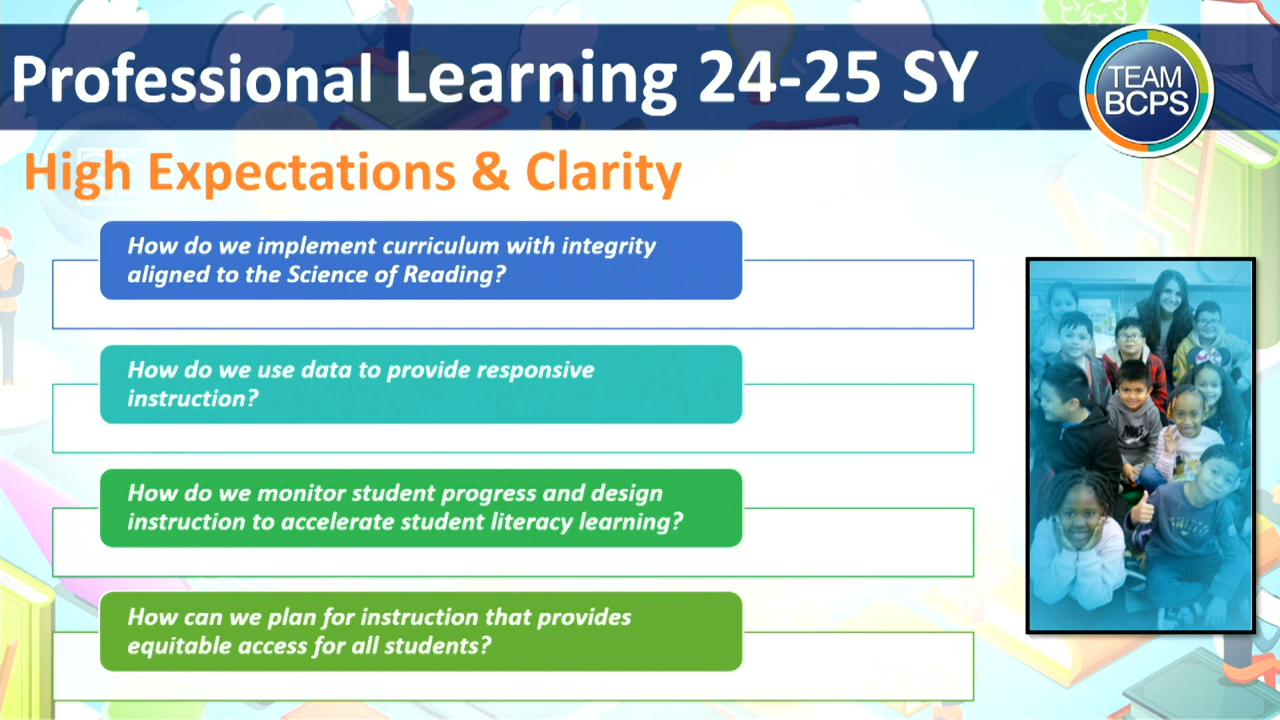 Professional Learning 24-25 SY
TEAM
BCPS
High Expectations & Clarity
How do we implement curriculum with integrity
aligned to the Science of Reading?
How do we use data to provide responsive
instruction?
How do we monitor student progress and design
instruction to accelerate student literacy learning?
How can we plan for instruction that provides
equitable access for all students?
NIKE